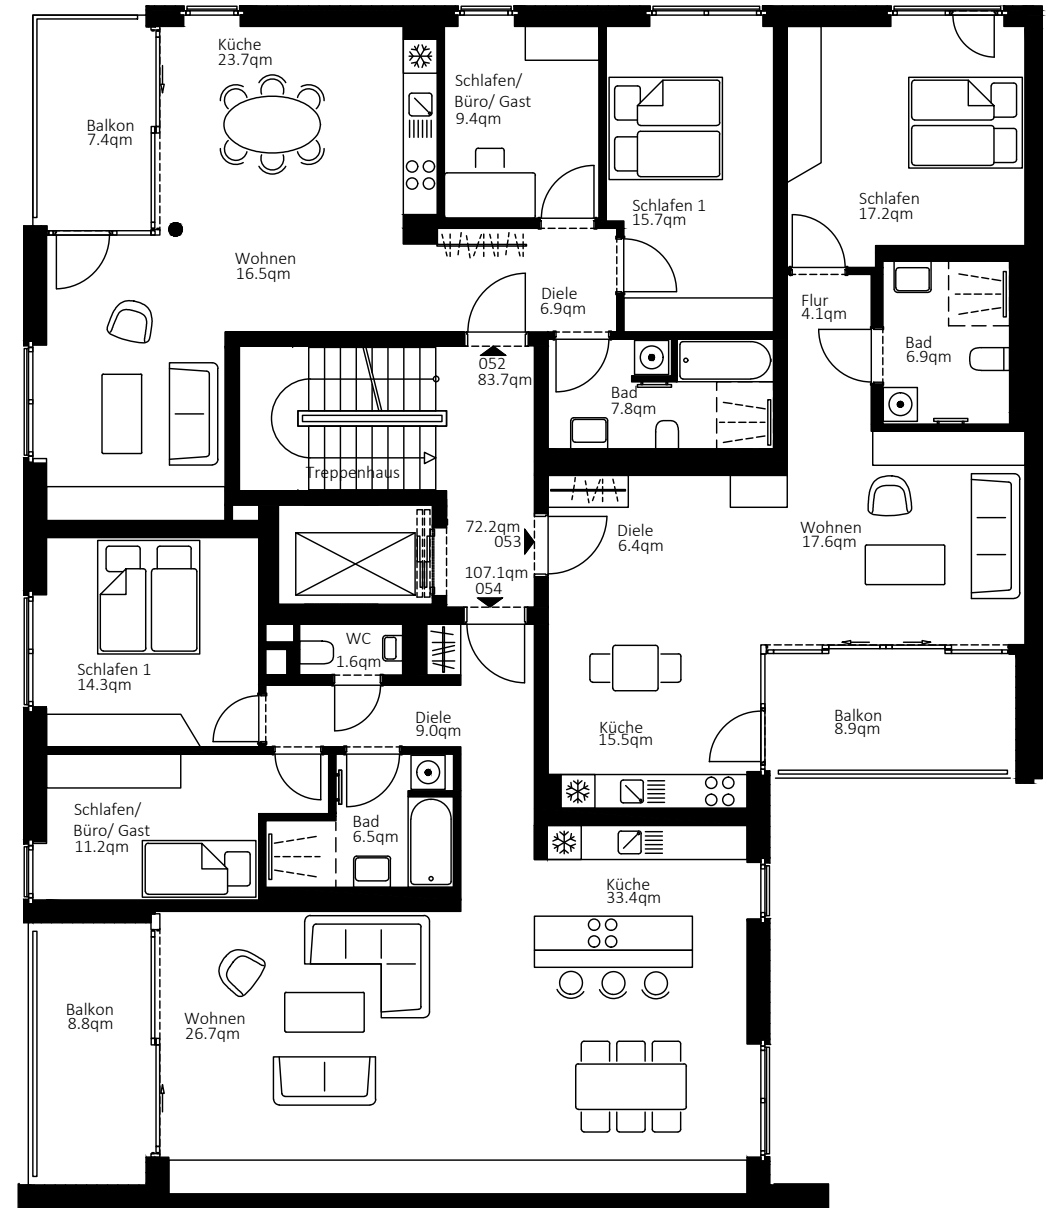 Küche
23.7qm
Balkon
7.4qm
Schlafen/
Büro/ Gast
9.4qm
Schlafen 1
15.7qm
Schlafen
17.2qm
Wohnen
16.5qm
Diele
6.9qm
Flur
4.1qm
Bad
6.9qm
052
83.7qm
Bad
7.8qm
Treppenhaus
72.2qm
053
Diele
6.4qm
Wohnen
17.6qm
107.1qm
054
WC
1.6qm
Schlafen 1
14.3qm
Diele
9.0qm
Küche
15.5qm
Balkon
8.9qm
Schlafen/
Büro/ Gast
11.2qm
Bad
6.5qm
Küche
33.4qm
Balkon
8.8qm
Wohnen
26.7qm